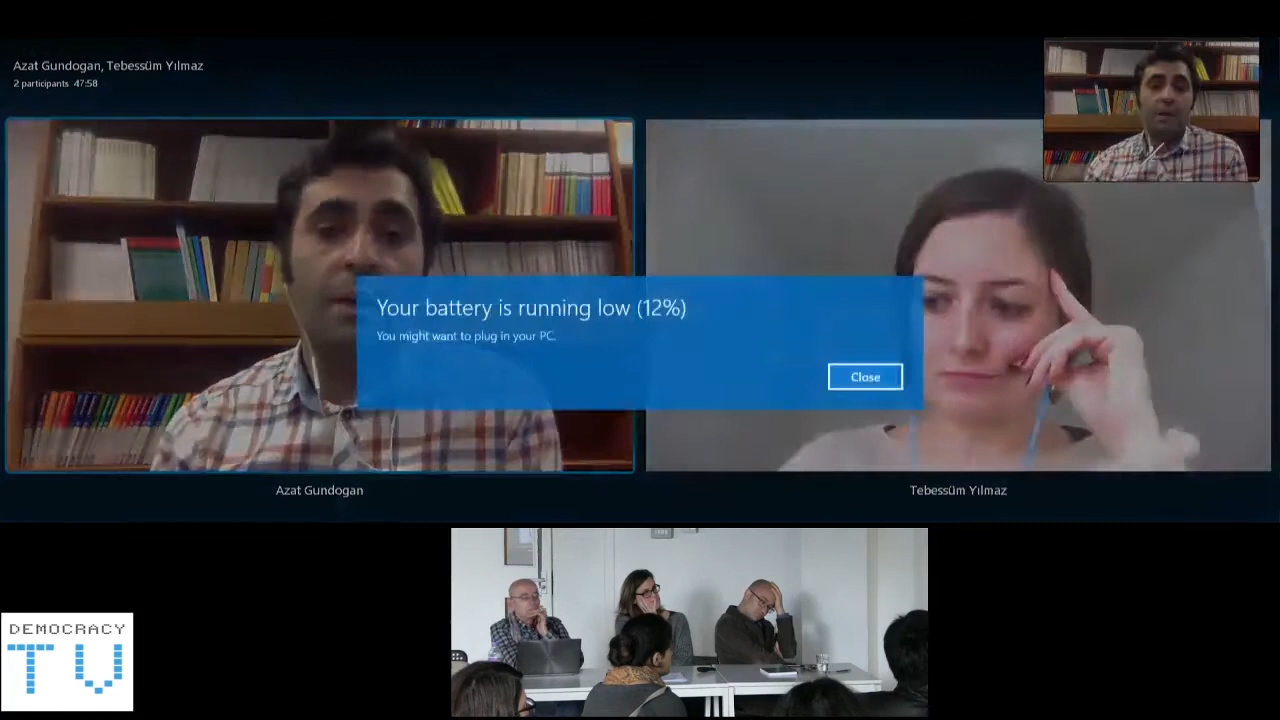 Azat Gundogan, Tebessüm Yılmaz
2 participants 47:58
Your battery is running low (12%)
You might want to plug in your PC.
Close
Azat Gundogan
Tebessüm Yılmaz
DEMOCRACY
TV